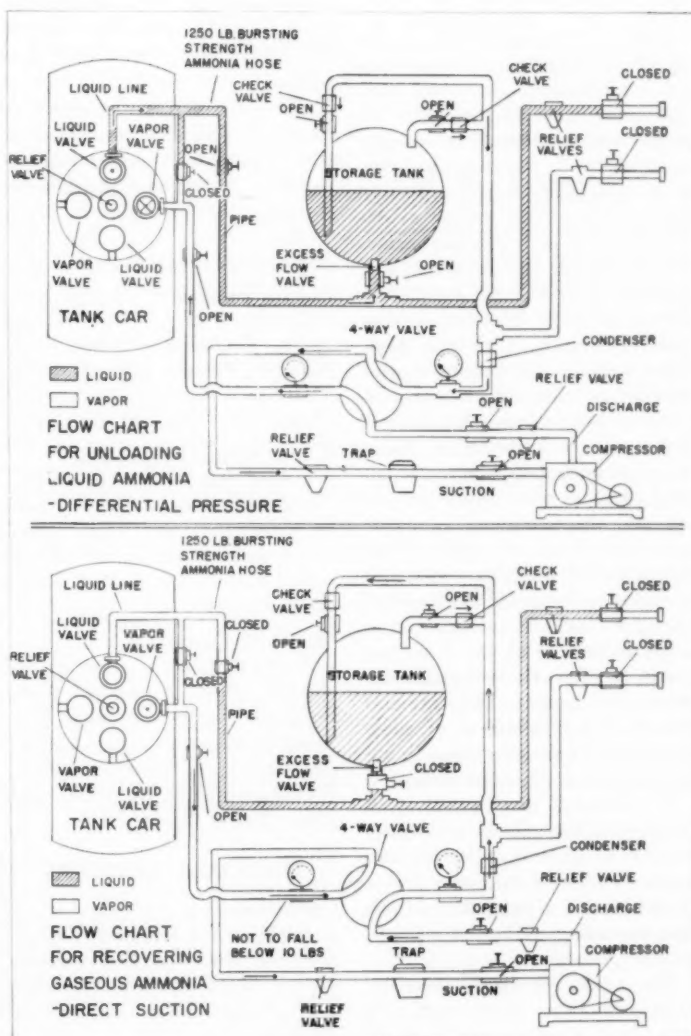 1250 LB. BURSTING
STRENGTH
AMMONIA HOSE
LIQUID LINE
LIQUID
VALVE
VAPOR
VALVE
RELIEF
VALVE
OPEN
CLOSED
VAPOR
VALVE
LIQUID
VALVE
PIPE
OPEN
TANK CAR
CHECK
VALVE
OPEN
OPEN
CHECK
VALVE
CLOSED
RELIEF
VALVES
CLOSED
STORAGE TANK
EXCESS
FLOW
VALVE
OPEN
4-WAY VALVE
CONDENSER
LIQUID
VAPOR
FLOW CHART
FOR UNLOADING
LIQUID AMMONIA
-DIFFERENTIAL PRESSURE
RELIEF
VALVE
TRAP
OPEN
RELIEF VALVE
DISCHARGE
OPEN
COMPRESSOR
SUCTION
1250 LB. BURSTING
STRENGTH
AMMONIA HOSE
LIQUID LINE
LIQUID
VALVE
VAPOR
VALVE
RELIEF
VALVE
CLOSED
CLOSED
VAPOR
VALVE
LIQUID
VALVE
PIPE
OPEN
TANK CAR
CHECK
VALVE
OPEN
OPEN
CHECK
VALVE
CLOSED
RELIEF
VALVES
CLOSED
STORAGE TANK
EXCESS
FLOW
VALVE
CLOSED
4-WAY VALVE
CONDENSER
LIQUID
VAPOR
FLOW CHART
FOR RECOVERING
GASEOUS AMMONIA
-DIRECT SUCTION
NOT TO FALL
BELOW 10 LBS
TRAP
OPEN
RELIEF VALVE
DISCHARGE
OPEN
COMPRESSOR
SUCTION
RELIEF
VALVE